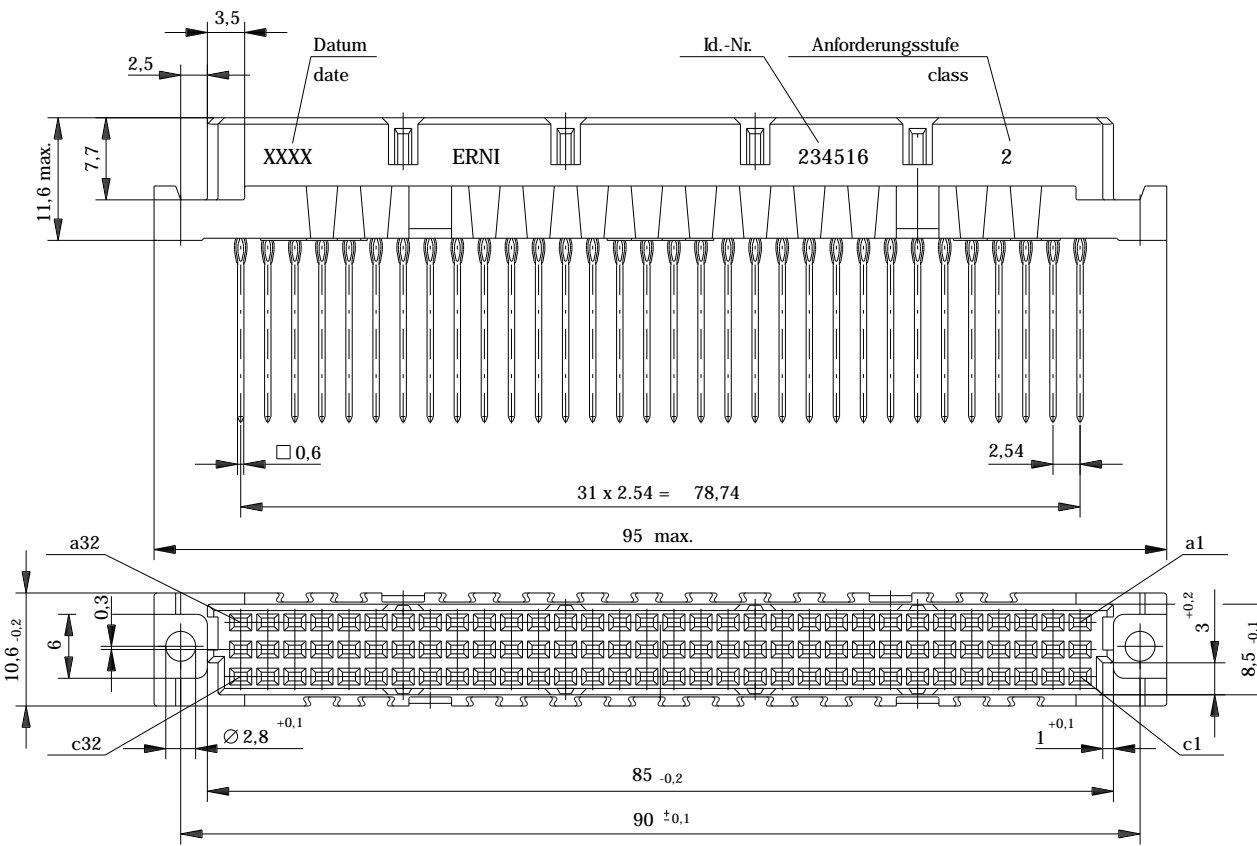 3,5
Datum
date
Id.-Nr.
Anforderungsstufe
class
2,5
11,6 max.
7,7
XXXX
ERNI
234516
2
□ 0,6
2,54
31 x 2.54 = 78,74
95 max.
a32
a1
0,3
6
10,6 -0,2
+0,2
3
8,5 -0,1
c32
Ø 2,8 +0,1
1 +0,1
c1
85 -0,2
90 ±0,1